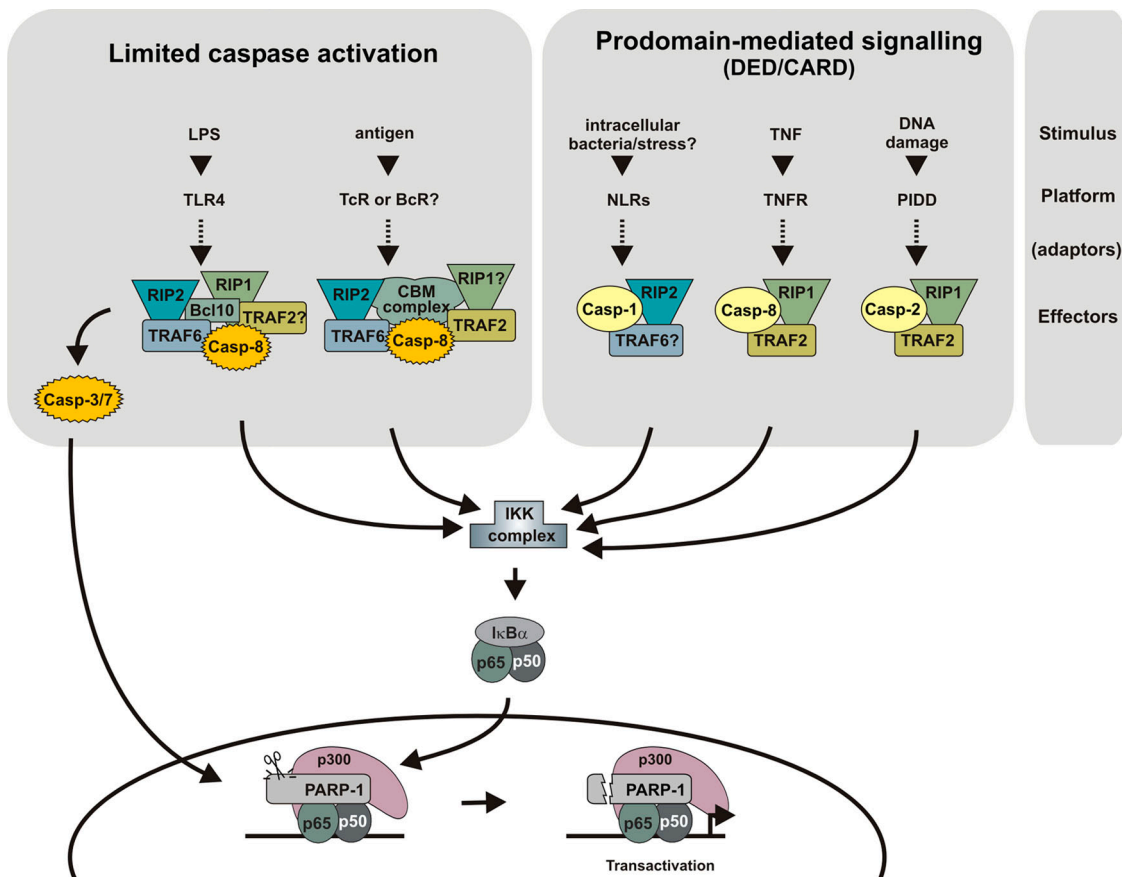 Limited caspase activation
LPS
TLR4
RIP2
RIP1
Bcl10
TRAF2?
TRAF6
Casp-8
Casp-3/7
antigen
TcR or BcR?
RIP2
CBM
complex
RIP1?
TRAF6
Casp-8
TRAF2
Prodomain-mediated signalling
(DED/CARD)
intracellular
bacteria/stress?
NLRs
Casp-1
RIP2
TRAF6?
TNF
TNFR
Casp-8
RIP1
TRAF2
DNA
damage
PIDD
Casp-2
RIP1
TRAF2
Stimulus
Platform
(adaptors)
Effectors
IKK
complex
IκBα
p65
p50
p300
PARP-1
p65
p50
p300
PARP-1
p65
p50
Transactivation